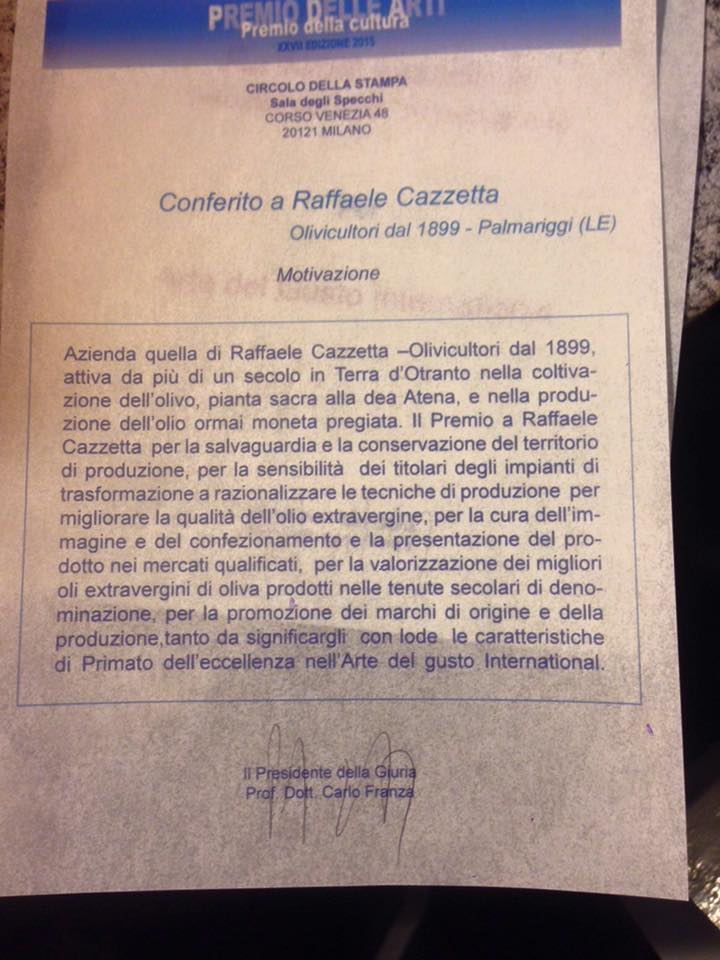 PREMIO DELLE ARTI
Premio della cultura
XXVII EDIZIONE 2015
CIRCOLO DELLA STAMPA
Sala degli Specchi
CORSO VENEZIA 48
20121 MILANO
Conferito a Raffaele Cazzetta
Olivicultori dal 1899 - Palmariggi (LE)
Motivazione
Azienda quella di Raffaele Cazzetta –Olivicultori dal 1899,
attiva da più di un secolo in Terra d'Otranto nella coltiva-
zione dell'olivo, pianta sacra alla dea Atena, e nella produ-
zione dell'olio ormai moneta pregiata. Il Premio a Raffaele
Cazzetta per la salvaguardia e la conservazione del territorio
di produzione, per la sensibilità dei titolari degli impianti di
trasformazione a razionalizzare le tecniche di produzione per
migliorare la qualità dell'olio extravergine, per la cura dell'im-
magine e del confezionamento e la presentazione del pro-
dotto nei mercati qualificati, per la valorizzazione dei migliori
oli extravergini di oliva prodotti nelle tenute secolari di deno-
minazione, per la promozione dei marchi di origine e della
produzione,tanto da significargli con lode le caratteristiche
di Primato dell'eccellenza nell'Arte del gusto International.
Il Presidente della Giuria
Prof. Dott. Carlo Franza